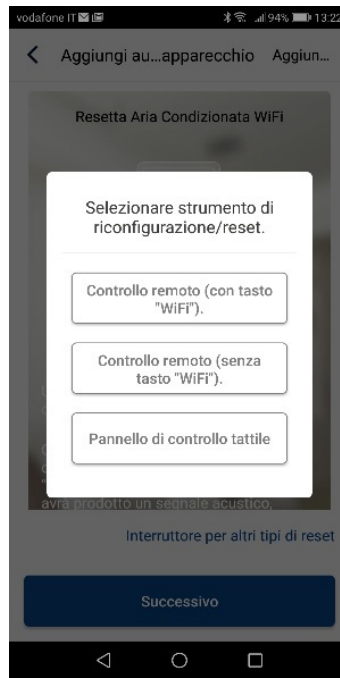 vodafone IT 94% 13:22
Aggiungi au...apparecchio Aggiun...
Resetta Aria Condizionata WiFi
Selezionare strumento di
riconfigurazione/reset.
Controllo remoto (con tasto
"WiFi").
Controllo remoto (senza
tasto "WiFi").
Pannello di controllo tattile
avrà prodotto un segnale acustico,
Interruttore per altri tipi di reset
Successivo